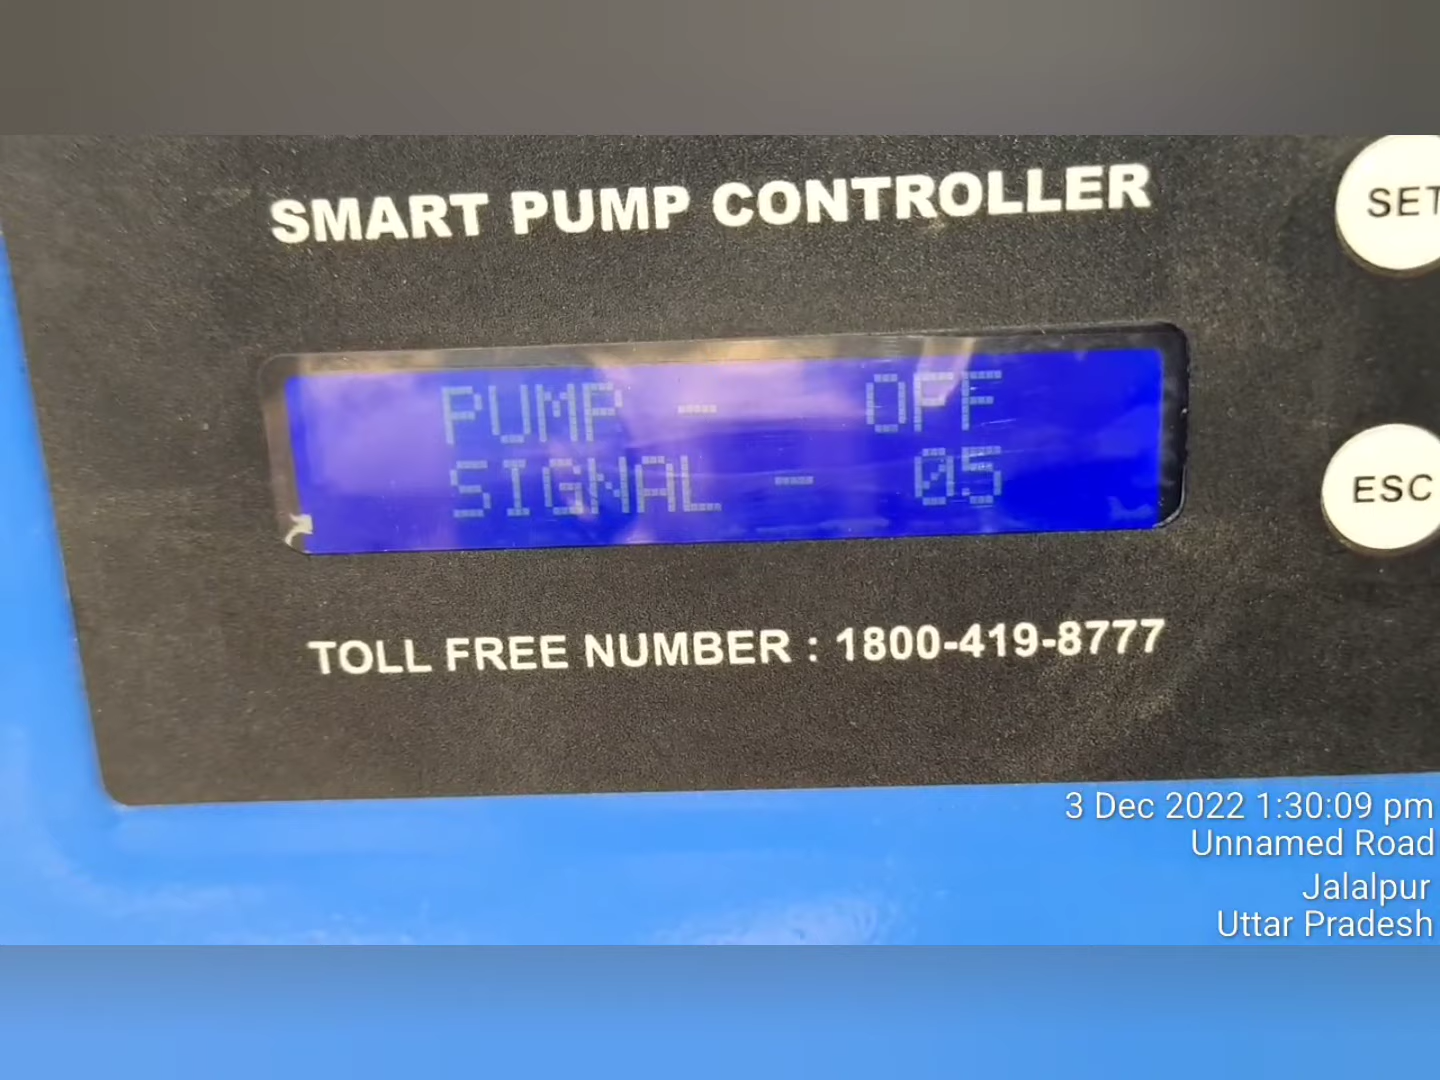 SMART PUMP CONTROLLER
SET
PUMP - OFF
SIGNAL - 05
ESC
TOLL FREE NUMBER : 1800-419-8777
3 Dec 2022 1:30:09 pm
Unnamed Road
Jalalpur
Uttar Pradesh